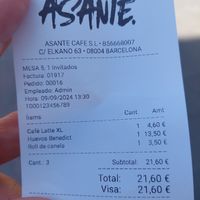 ASANTE.
ASANTE CAFE S.L - B56668007
C/ ELKANO 63 - 08004 BARCELONA
MESA 5, 1 Invitados
Factura: 01917
Pedido: 00016
Empleado: Admin
Hora: 09/09/2024 13:30
T000123456789
Items Cant. Amt.
Café Latte XL 1 4,60 €
Huevos Benedict 1 13,50 €
Roll de canela 1 3,50 €
Cant.: 3 Subtotal: 21,60 €
Total: 21,60 €
Visa: 21,60 €